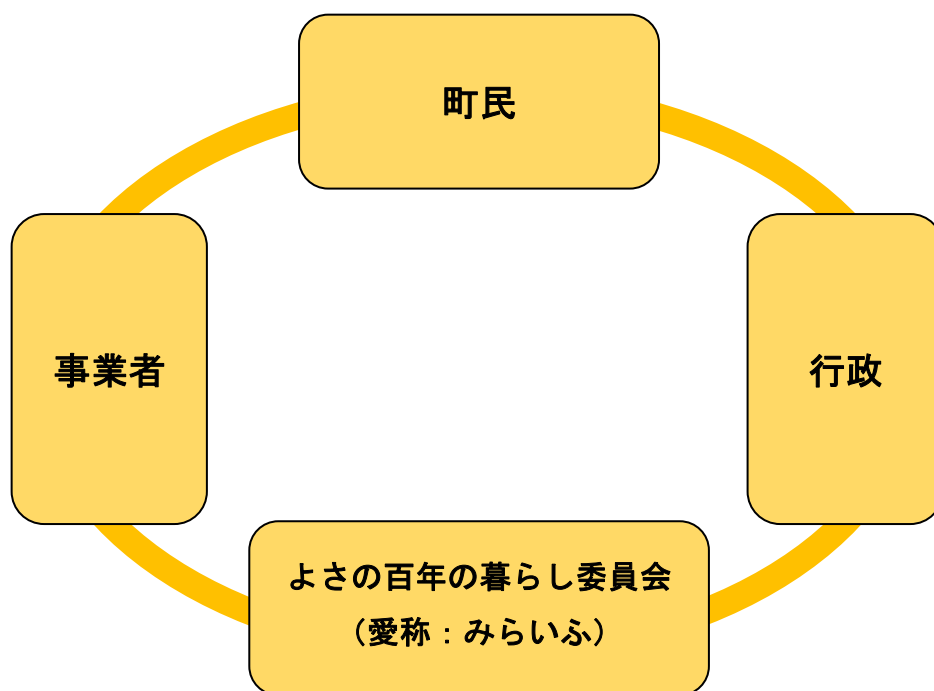 町民
事業者
行政
よさの百年の暮らし委員会
（愛称：みらいふ）